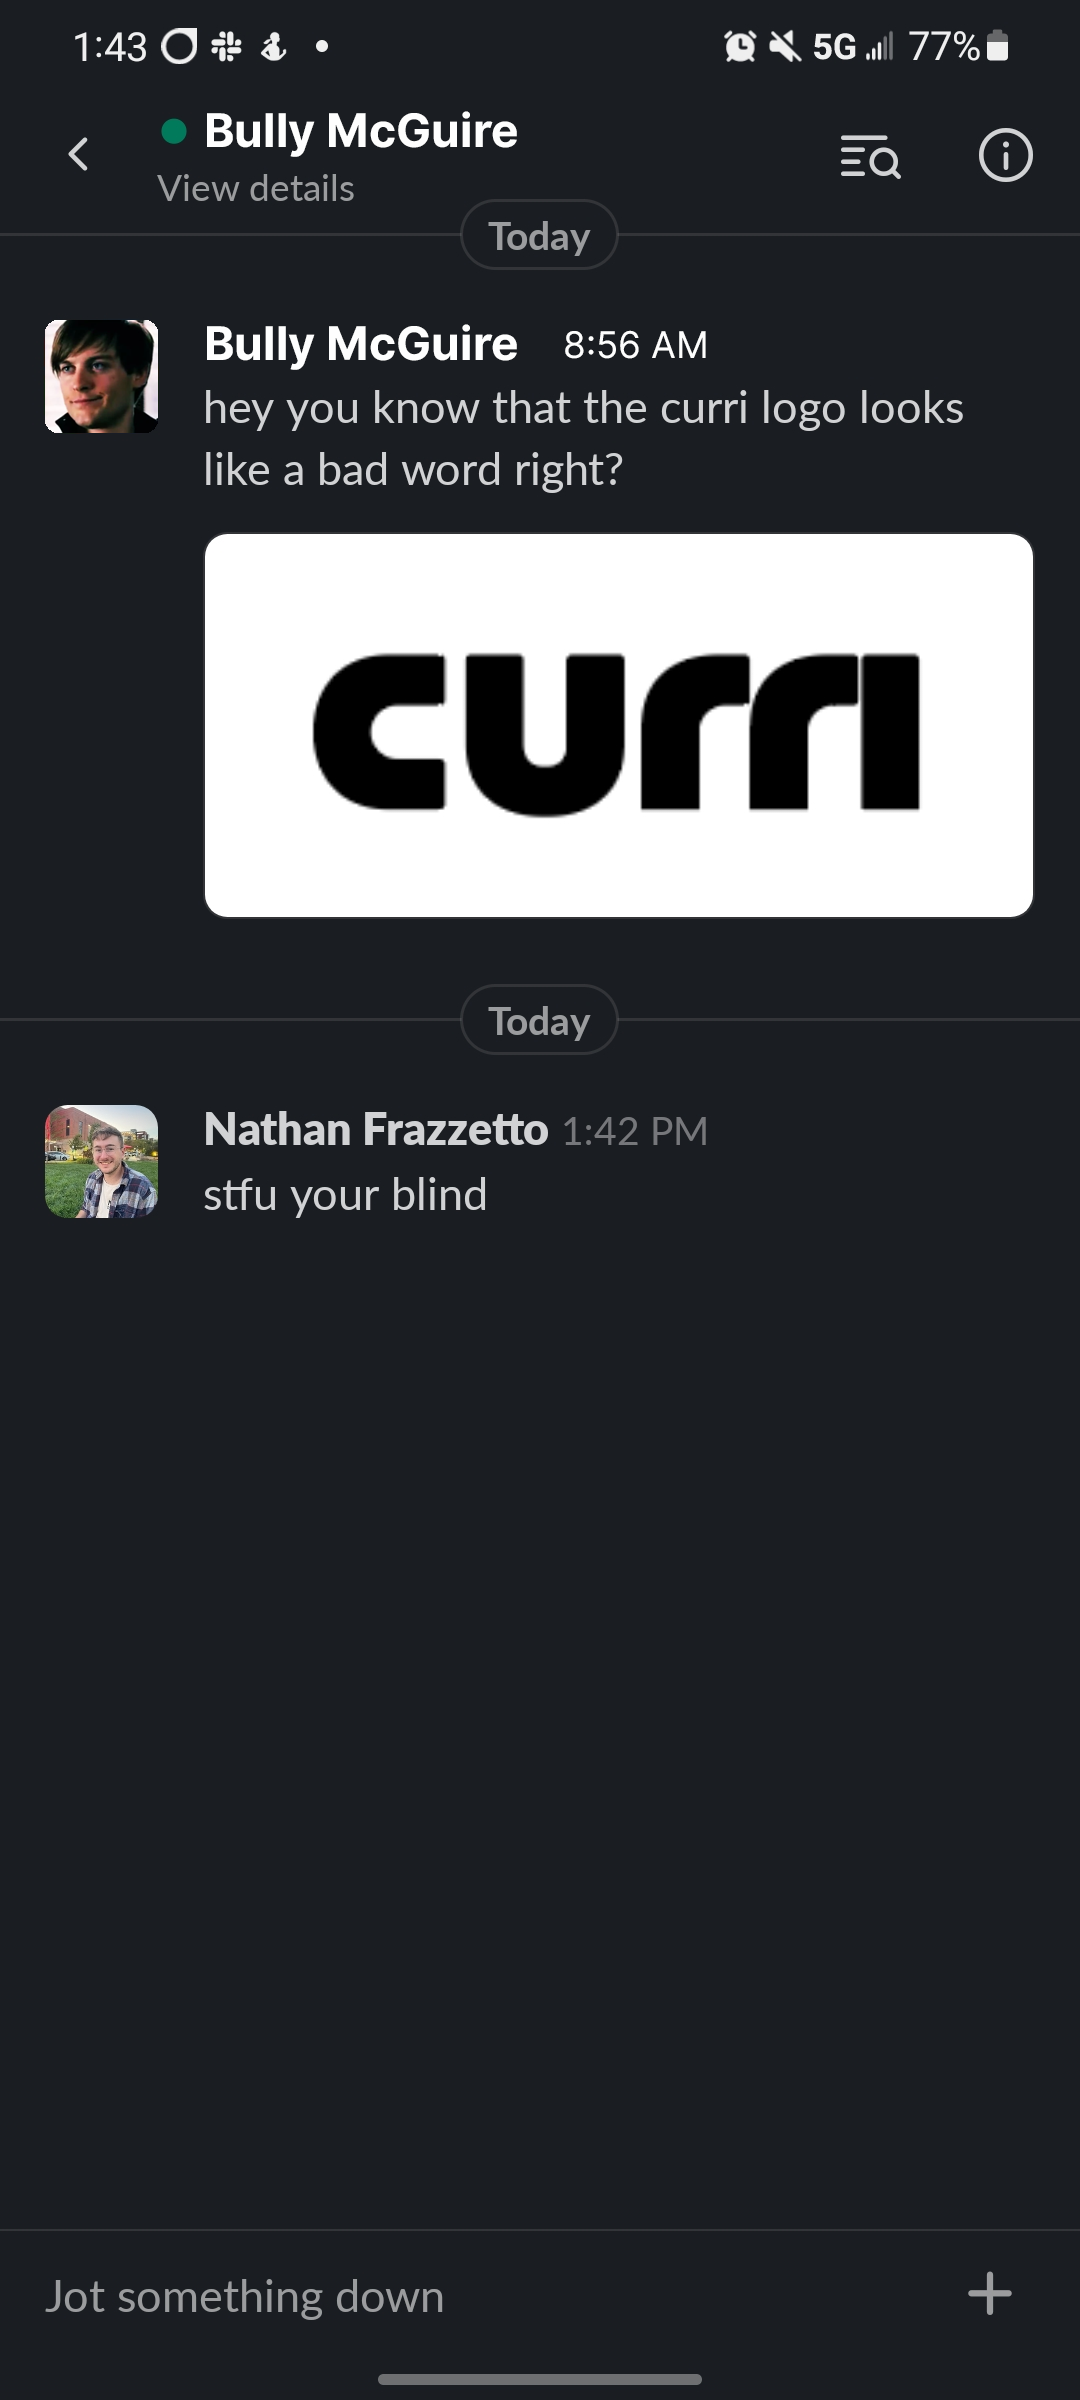 1:43
5G
77%
Bully McGuire
View details
Today
Bully McGuire 8:56 AM
hey you know that the curri logo looks
like a bad word right?
curri
Today
Nathan Frazzetto 1:42 PM
stfu your blind
Jot something down